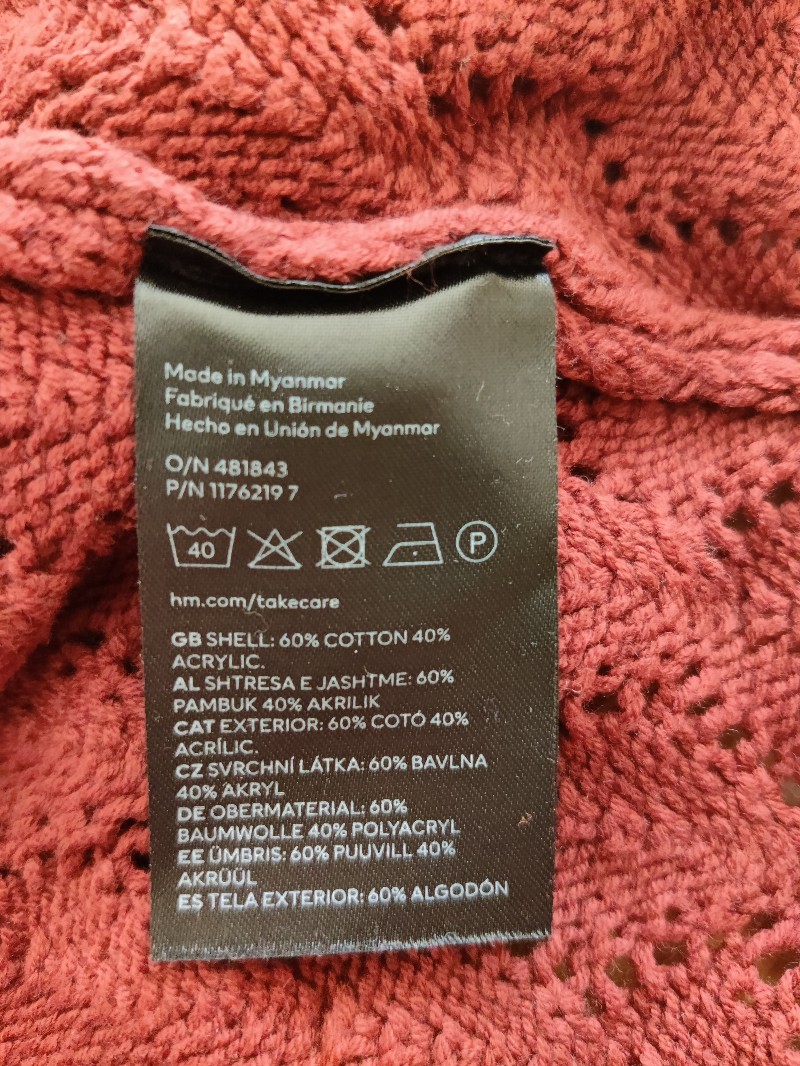 Made in Myanmar
Fabriqué en Birmanie
Hecho en Unión de Myanmar
O/N 481843
P/N 1176219 7
40 P
hm.com/takecare
GB SHELL: 60% COTTON 40%
ACRYLIC.
AL SHTRESA E JASHTME: 60%
PAMBUK 40% AKRILIK
CAT EXTERIOR: 60% COTÓ 40%
ACRÍLIC.
CZ SVRCHNÍ LÁTKA: 60% BAVLNA
40% AKRYL
DE OBERMATERIAL: 60%
BAUMWOLLE 40% POLYACRYL
EE ÜMBRIS: 60% PUUVILL 40%
AKRÜÜL
ES TELA EXTERIOR: 60% ALGODÓN